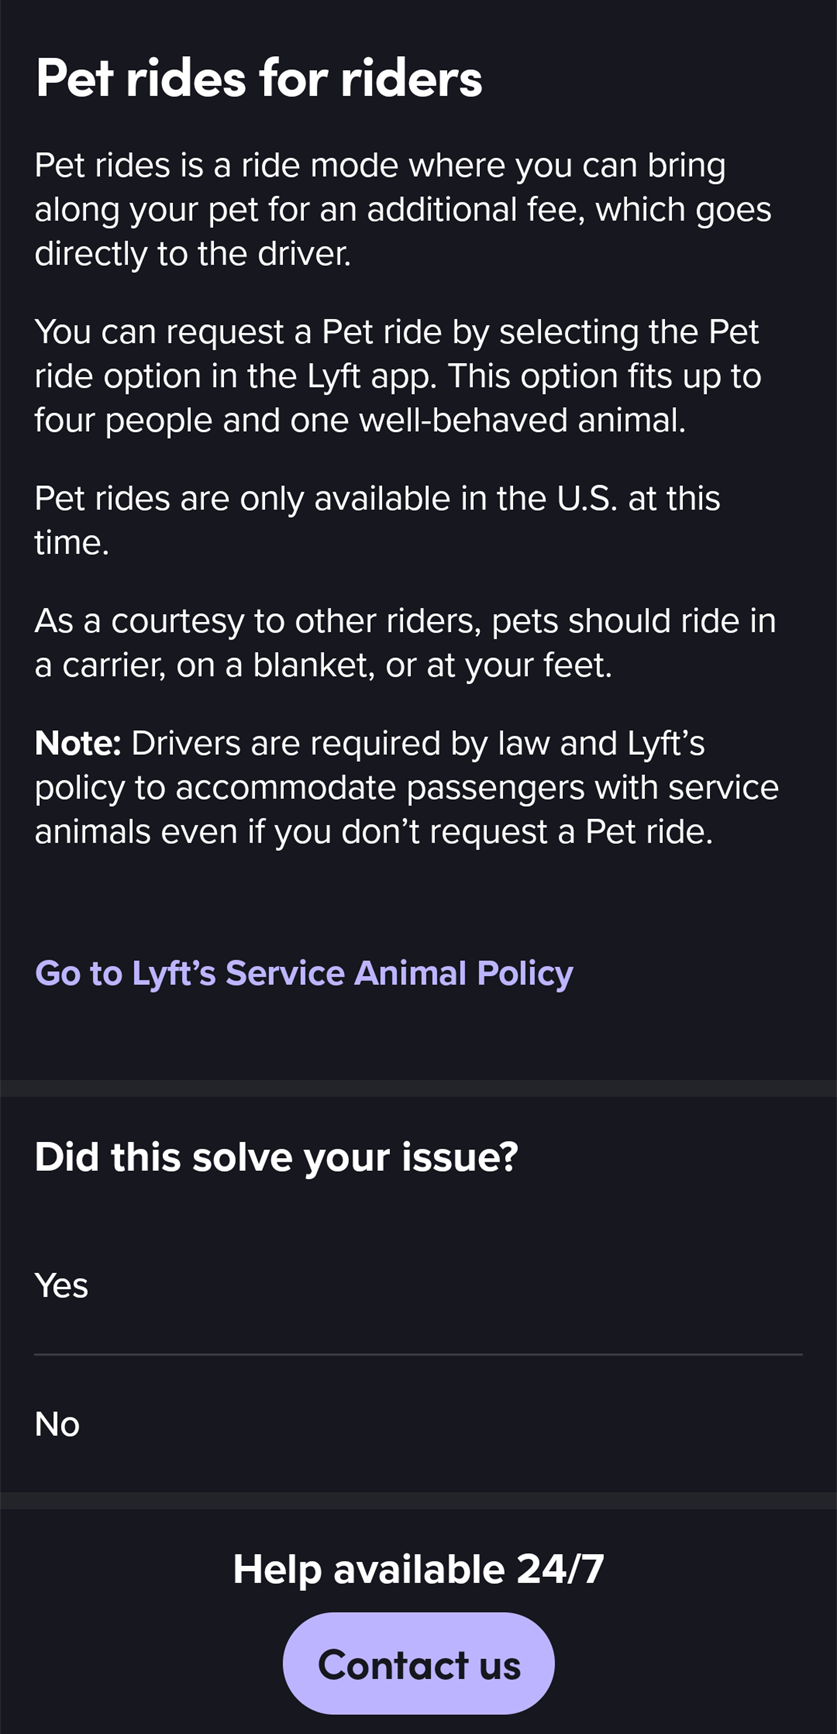 Pet rides for riders
Pet rides is a ride mode where you can bring
along your pet for an additional fee, which goes
directly to the driver.
You can request a Pet ride by selecting the Pet
ride option in the Lyft app. This option fits up to
four people and one well-behaved animal.
Pet rides are only available in the U.S. at this
time.
As a courtesy to other riders, pets should ride in
a carrier, on a blanket, or at your feet.
Note: Drivers are required by law and Lyft’s
policy to accommodate passengers with service
animals even if you don’t request a Pet ride.
Go to Lyft’s Service Animal Policy
Did this solve your issue?
Yes
No
Help available 24/7
Contact us